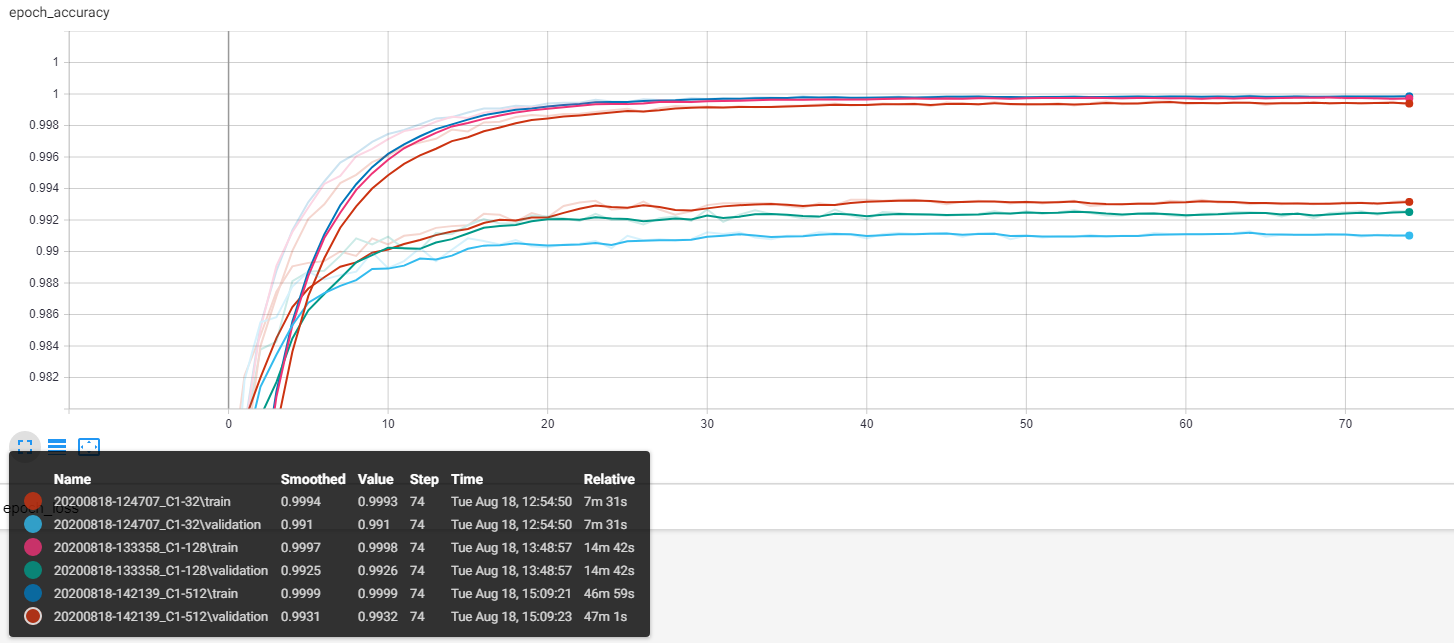 epoch_accuracy
1
1
0.998
0.996
0.994
0.992
0.99
0.988
0.986
0.984
0.982
0 10 20 30 40 50 60 70
Name Smoothed Value Step Time Relative
20200818-124707_C1-32\train 0.9994 0.9993 74 Tue Aug 18, 12:54:50 7m 31s
epoch_loss
20200818-124707_C1-32\validation 0.991 0.991 74 Tue Aug 18, 12:54:50 7m 31s
20200818-133358_C1-128\train 0.9997 0.9998 74 Tue Aug 18, 13:48:57 14m 42s
20200818-133358_C1-128\validation 0.9925 0.9926 74 Tue Aug 18, 13:48:57 14m 42s
20200818-142139_C1-512\train 0.9999 0.9999 74 Tue Aug 18, 15:09:21 46m 59s
20200818-142139_C1-512\validation 0.9931 0.9932 74 Tue Aug 18, 15:09:23 47m 1s